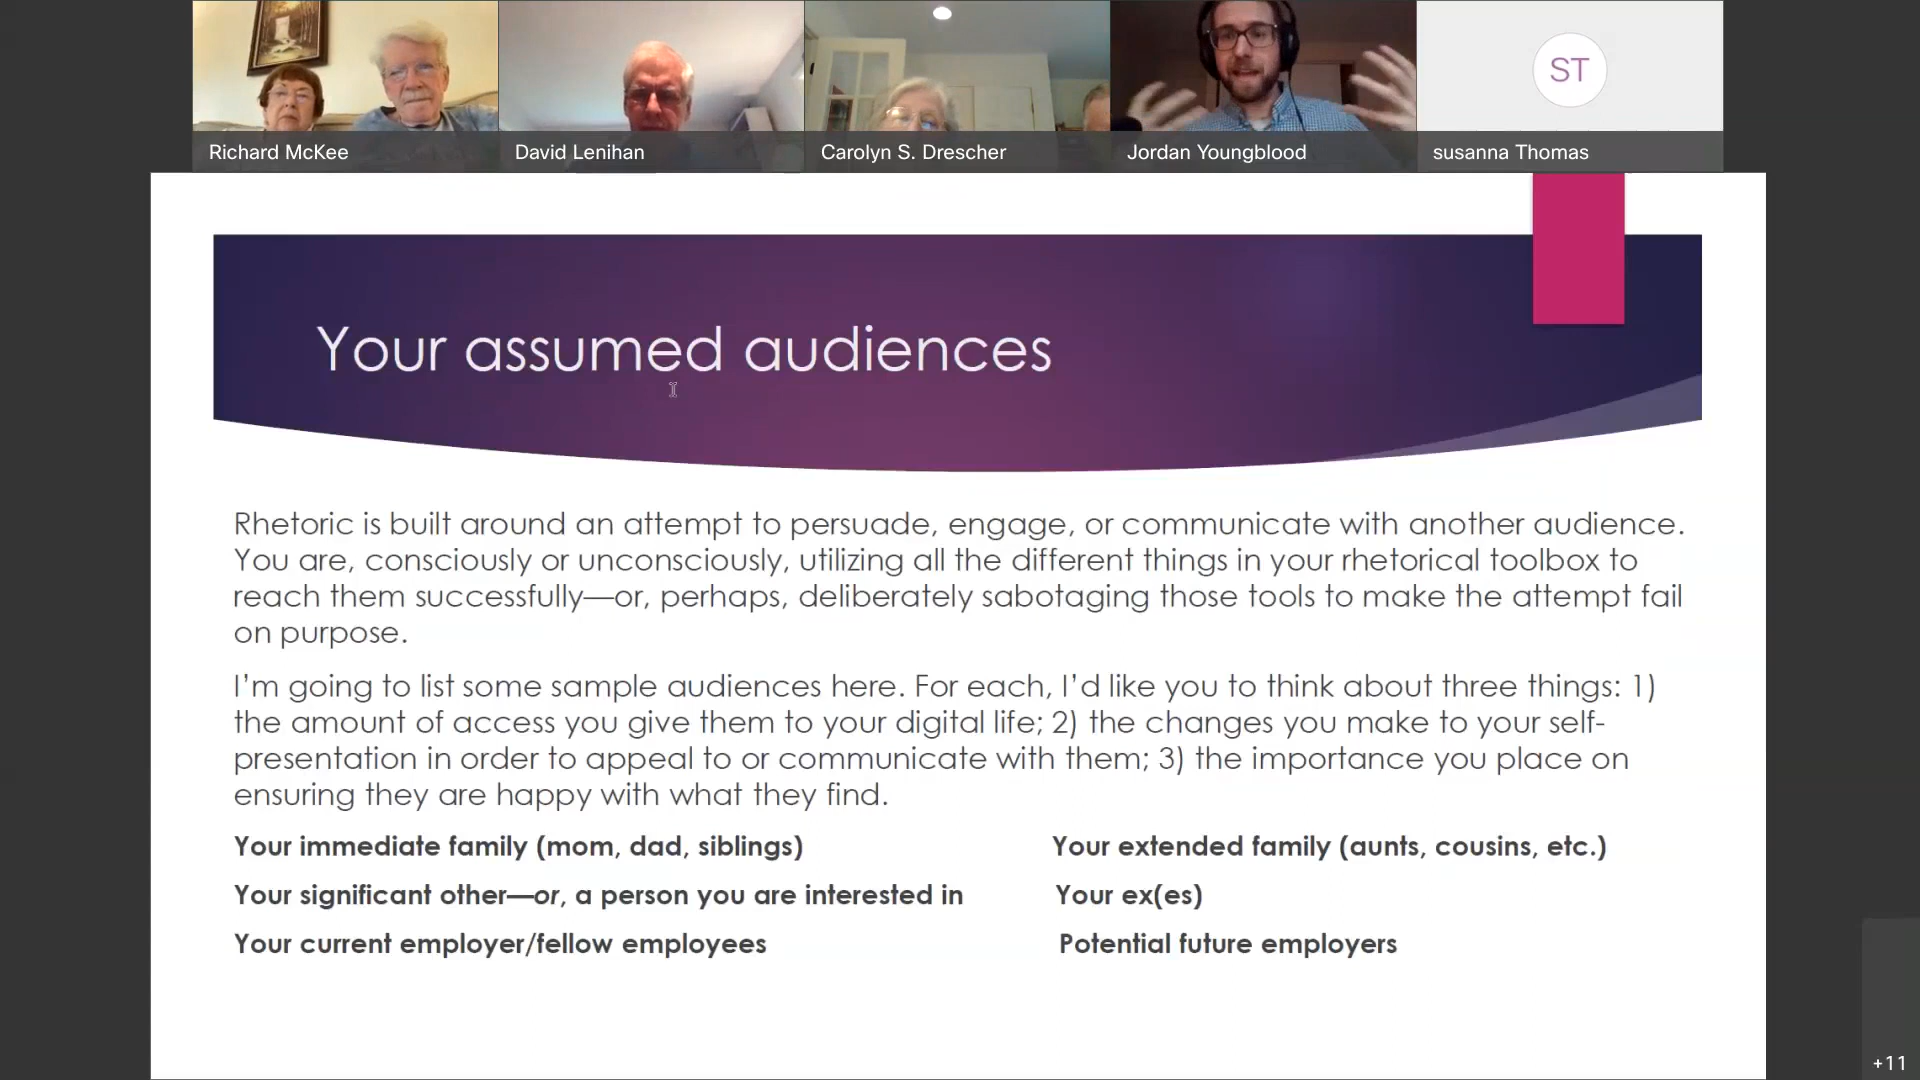 Richard McKee
David Lenihan
Carolyn S. Drescher
Jordan Youngblood
ST
susanna Thomas
Your assumed audiences
Rhetoric is built around an attempt to persuade, engage, or communicate with another audience.
You are, consciously or unconsciously, utilizing all the different things in your rhetorical toolbox to
reach them successfully—or, perhaps, deliberately sabotaging those tools to make the attempt fail
on purpose.
I’m going to list some sample audiences here. For each, I’d like you to think about three things: 1)
the amount of access you give them to your digital life; 2) the changes you make to your self-
presentation in order to appeal to or communicate with them; 3) the importance you place on
ensuring they are happy with what they find.
Your immediate family (mom, dad, siblings) Your extended family (aunts, cousins, etc.)
Your significant other—or, a person you are interested in Your ex(es)
Your current employer/fellow employees Potential future employers
+11